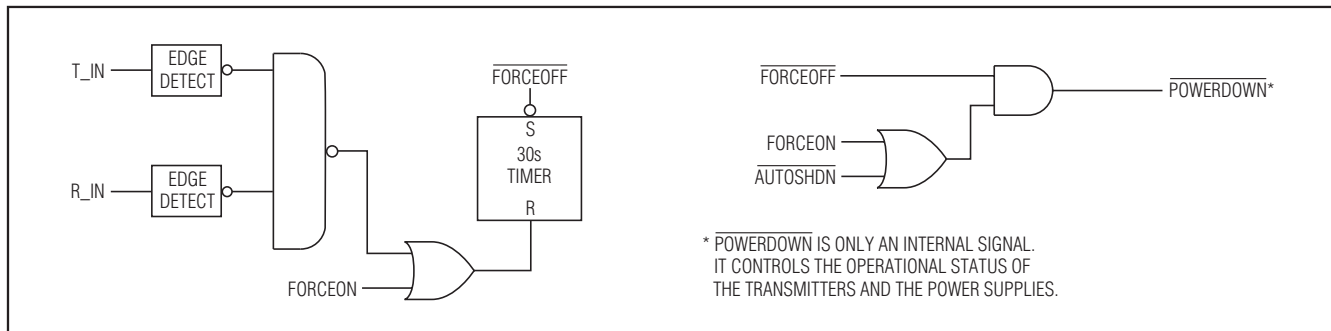 T_IN
EDGE
DETECT
R_IN
EDGE
DETECT
FORCEON
FORCEOFF
S
30s
TIMER
R
FORCEOFF
FORCEON
AUTOSHDN
POWERDOWN*
* POWERDOWN IS ONLY AN INTERNAL SIGNAL.
IT CONTROLS THE OPERATIONAL STATUS OF
THE TRANSMITTERS AND THE POWER SUPPLIES.